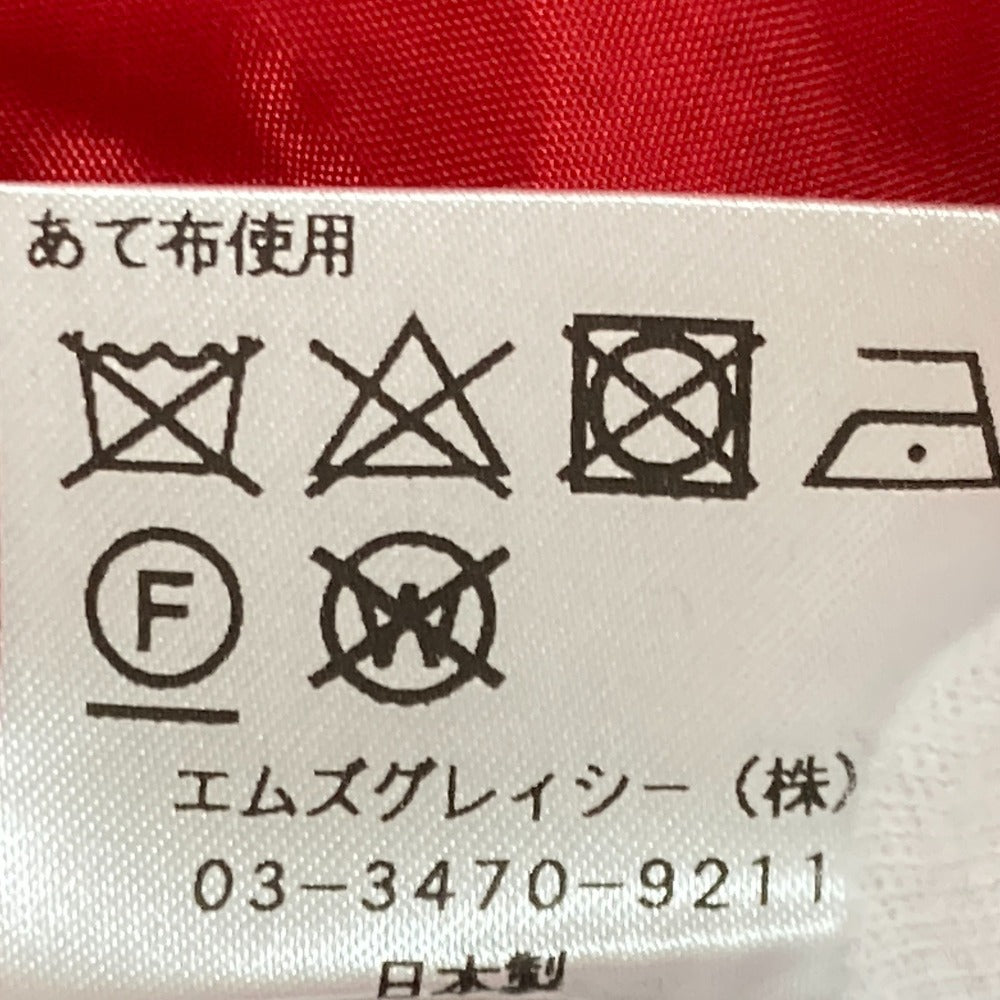 あて布使用
F
W
エムズグレイシー（株）
03-3470-9211
日本製